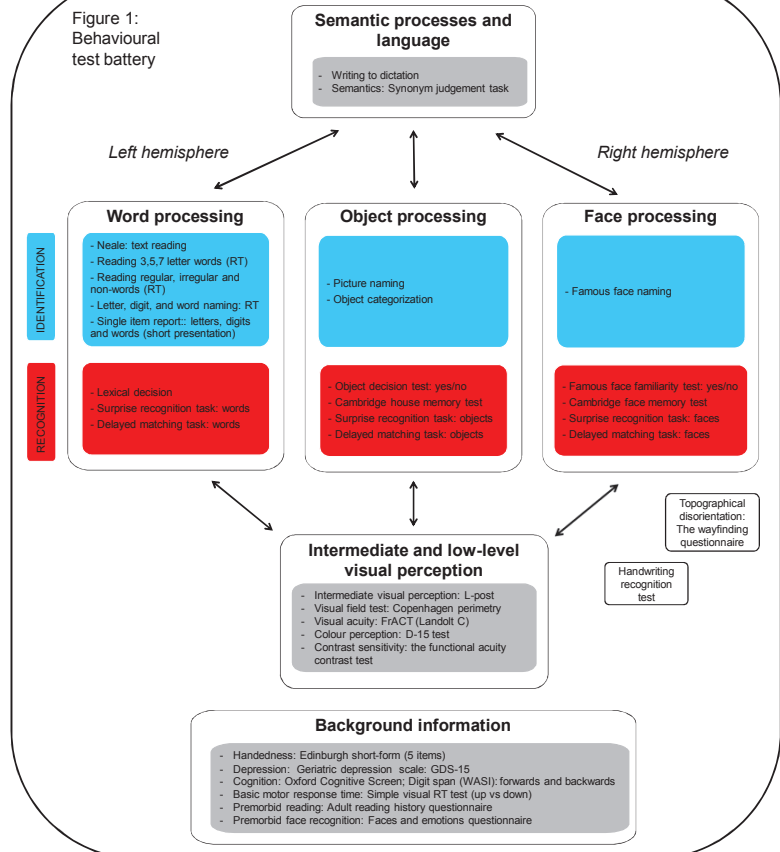 Figure 1:
Behavioural
test battery
Semantic processes and
language
- Writing to dictation
- Semantics: Synonym judgement task
Left hemisphere
Right hemisphere
Word processing
Object processing
Face processing
IDENTIFICATION
- Neale: text reading
- Reading 3,5,7 letter words (RT)
- Reading regular, irregular and
non-words (RT)
- Letter, digit, and word naming: RT
- Single item report:: letters, digits
and words (short presentation)
- Picture naming
- Object categorization
- Famous face naming
RECOGNITION
- Lexical decision
- Surprise recognition task: words
- Delayed matching task: words
- Object decision test: yes/no
- Cambridge house memory test
- Surprise recognition task: objects
- Delayed matching task: objects
- Famous face familiarity test: yes/no
- Cambridge face memory test
- Surprise recognition task: faces
- Delayed matching task: faces
Topographical
disorientation:
The wayfinding
questionnaire
Handwriting
recognition
test
Intermediate and low-level
visual perception
- Intermediate visual perception: L-post
- Visual field test: Copenhagen perimetry
- Visual acuity: FrACT (Landolt C)
- Colour perception: D-15 test
- Contrast sensitivity: the functional acuity
contrast test
Background information
- Handedness: Edinburgh short-form (5 items)
- Depression: Geriatric depression scale: GDS-15
- Cognition: Oxford Cognitive Screen; Digit span (WASI): forwards and backwards
- Basic motor response time: Simple visual RT test (up vs down)
- Premorbid reading: Adult reading history questionnaire
- Premorbid face recognition: Faces and emotions questionnaire